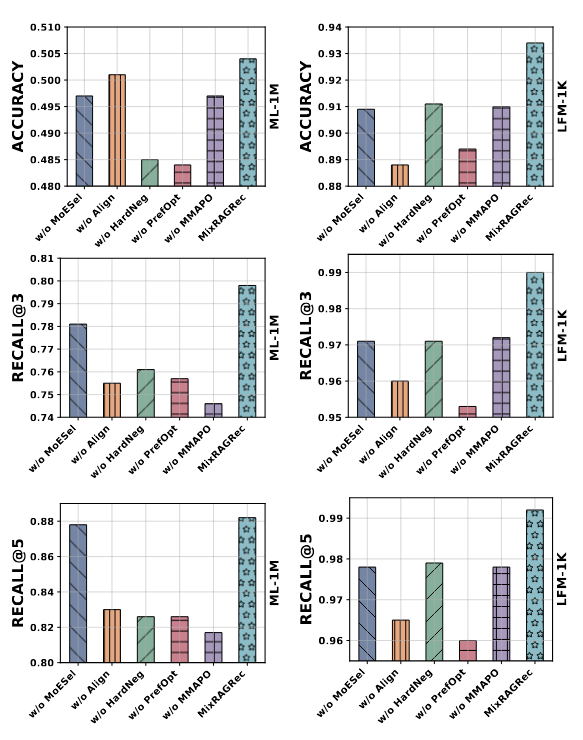 ACCURACY
0.510
0.505
0.500
0.495
0.490
0.485
0.480
w/o MoESel
w/o Align
w/o HardNeg
w/o PrefOpt
w/o MMAPO
MixRAGRec
ML-1M
ACCURACY
0.94
0.93
0.92
0.91
0.90
0.89
0.88
w/o MoESel
w/o Align
w/o HardNeg
w/o PrefOpt
w/o MMAPO
MixRAGRec
LFM-1K
RECALL@3
0.81
0.80
0.79
0.78
0.77
0.76
0.75
0.74
w/o MoESel
w/o Align
w/o HardNeg
w/o PrefOpt
w/o MMAPO
MixRAGRec
ML-1M
RECALL@3
0.99
0.98
0.97
0.96
0.95
w/o MoESel
w/o Align
w/o HardNeg
w/o PrefOpt
w/o MMAPO
MixRAGRec
LFM-1K
RECALL@5
0.88
0.86
0.84
0.82
0.80
w/o MoESel
w/o Align
w/o HardNeg
w/o PrefOpt
w/o MMAPO
MixRAGRec
ML-1M
RECALL@5
0.99
0.98
0.97
0.96
w/o MoESel
w/o Align
w/o HardNeg
w/o PrefOpt
w/o MMAPO
MixRAGRec
LFM-1K